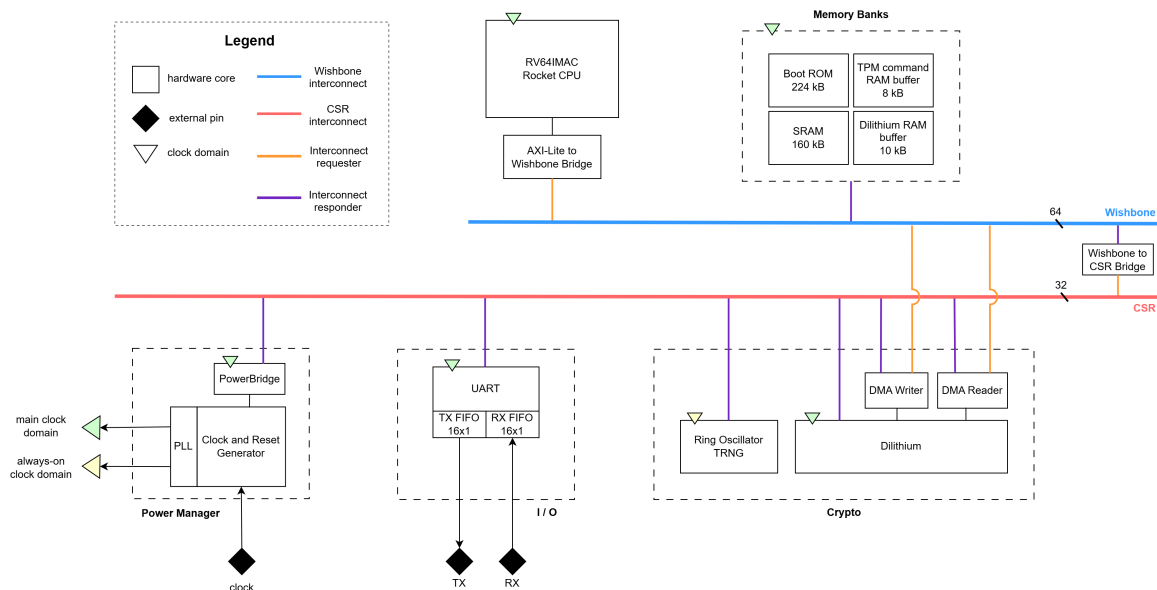 Legend
hardware core
external pin
clock domain
Wishbone
interconnect
CSR
interconnect
Interconnect
requester
Interconnect
responder
RV64IMAC
Rocket CPU
AXI-Lite to
Wishbone Bridge
Memory Banks
Boot ROM
224 kB
TPM command
RAM buffer
8 kB
SRAM
160 kB
Dilithium RAM
buffer
10 kB
64
Wishbone
Wishbone to
CSR Bridge
32
CSR
PowerBridge
PLL
Clock and Reset
Generator
main clock
domain
always-on
clock domain
Power Manager
clock
UART
TX FIFO
16x1
RX FIFO
16x1
I / O
TX
RX
DMA Writer
DMA Reader
Ring Oscillator
TRNG
Dilithium
Crypto